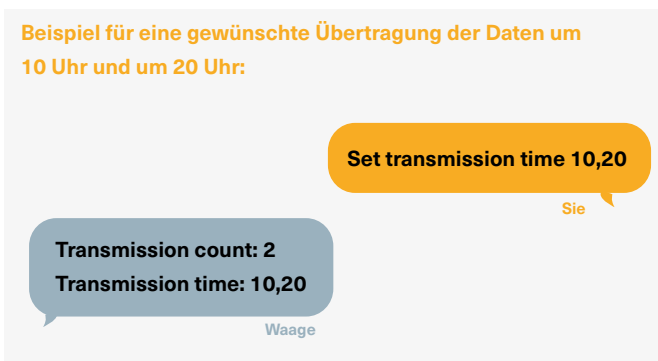 Beispiel für eine gewünschte Übertragung der Daten um
10 Uhr und um 20 Uhr:
Set transmission time 10,20
Sie
Transmission count: 2
Transmission time: 10,20
Waage